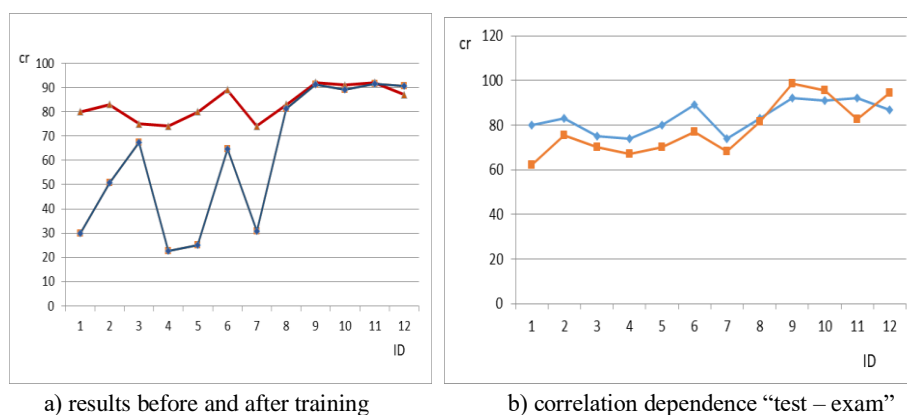 cr
100
90
80
70
60
50
40
30
20
10
0
1 2 3 4 5 6 7 8 9 10 11 12
ID
a) results before and after training
cr
120
100
80
60
40
20
0
1 2 3 4 5 6 7 8 9 10 11 12
ID
b) correlation dependence “test – exam”